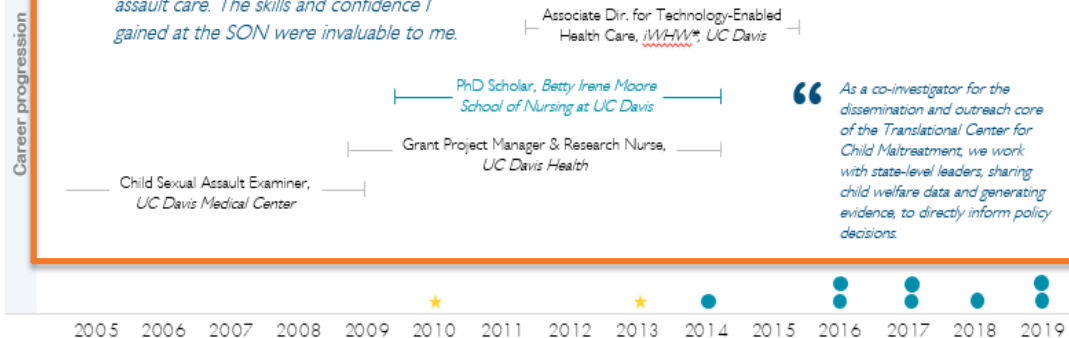 assault care. The skills and confidence I
gained at the SON were invaluable to me.
Associate Dir. for Technology-Enabled
Health Care, iWHW*, UC Davis
PhD Scholar, Betty Irene Moore
School of Nursing at UC Davis
Grant Project Manager & Research Nurse,
UC Davis Health
Child Sexual Assault Examiner,
UC Davis Medical Center
“ As a co-investigator for the
dissemination and outreach core
of the Translational Center for
Child Maltreatment, we work
with state-level leaders, sharing
child welfare data and generating
evidence, to directly inform policy
decisions.
Career progression
2005 2006 2007 2008 2009 2010 2011 2012 2013 2014 2015 2016 2017 2018 2019